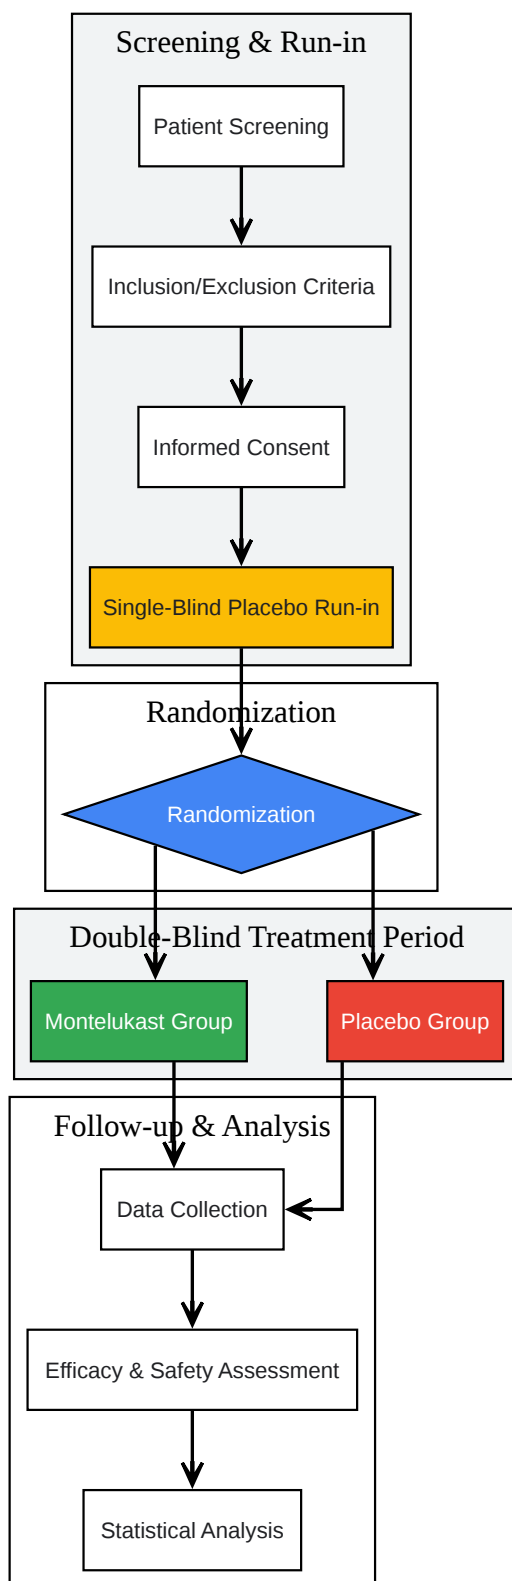 Screening & Run-in
Patient Screening
Inclusion/Exclusion Criteria
Informed Consent
Single-Blind Placebo Run-in
Randomization
Randomization
Double-Blind Treatment Period
Montelukast Group
Placebo Group
Follow-up & Analysis
Data Collection
Efficacy & Safety Assessment
Statistical Analysis